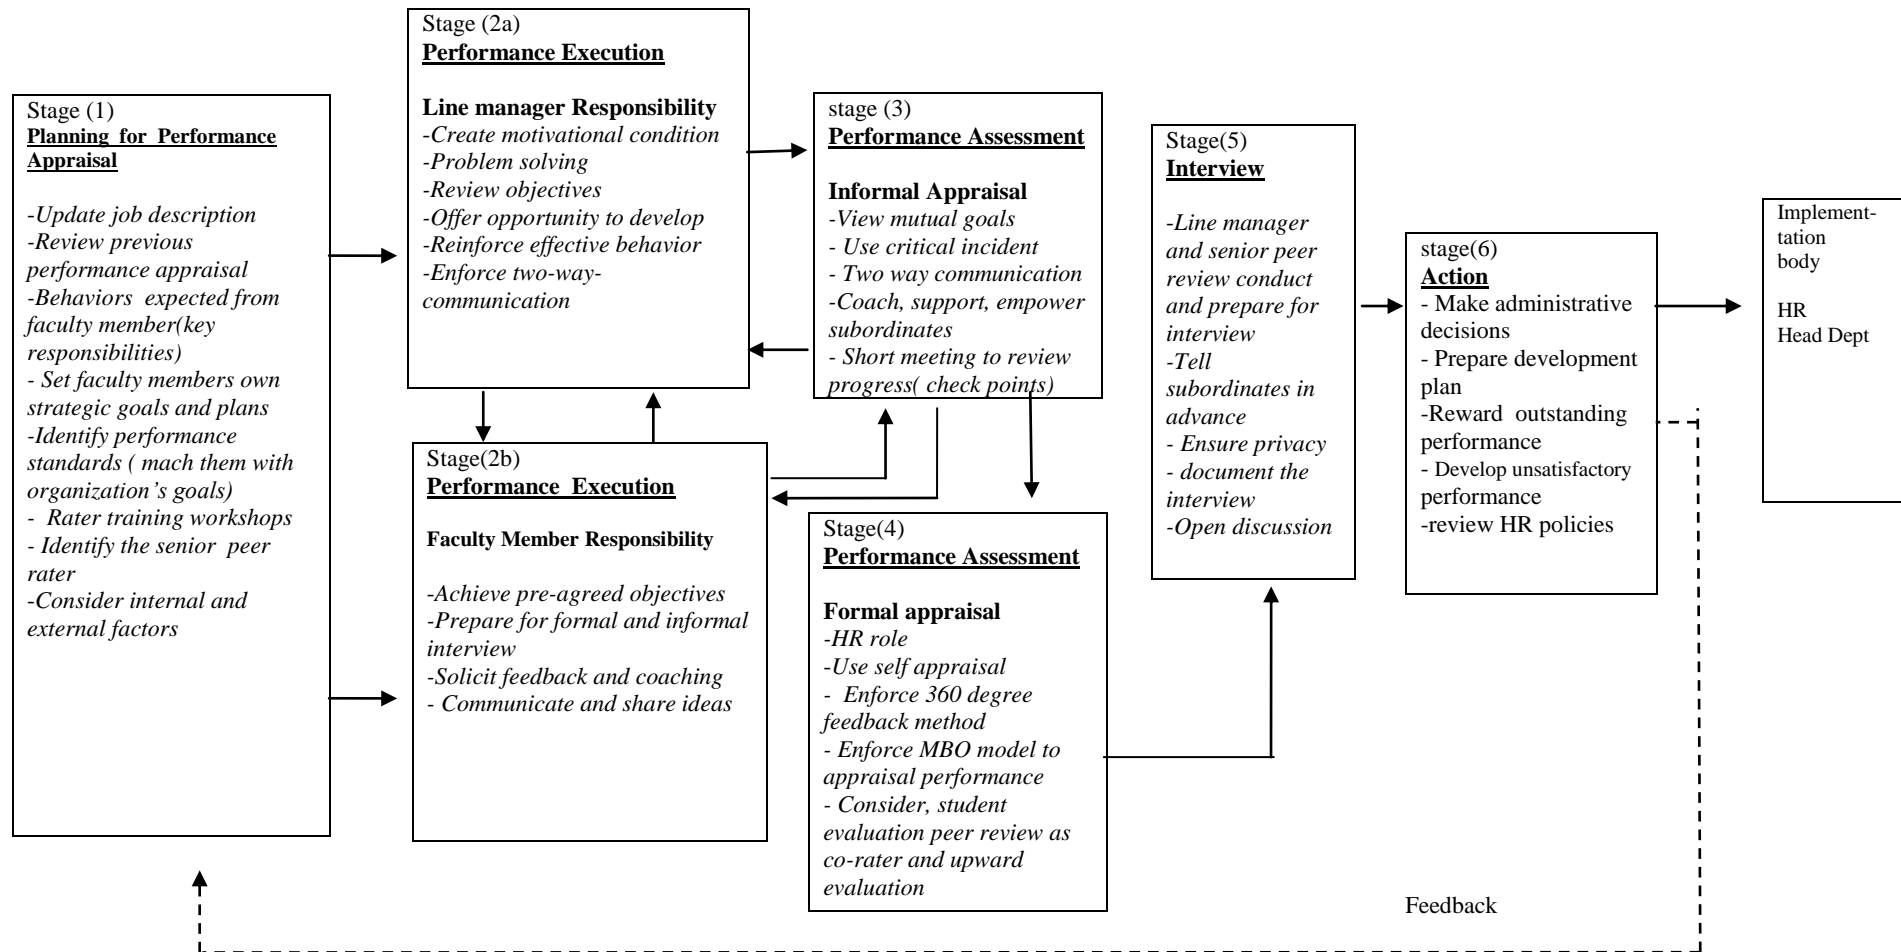 Stage (1)
Planning for Performance
Appraisal
-Update job description
-Review previous
performance appraisal
-Behaviors expected from
faculty member(key
responsibilities)
- Set faculty members own
strategic goals and plans
-Identify performance
standards ( mach them with
organization's goals)
- Rater training workshops
- Identify the senior peer
rater
-Consider internal and
external factors
Stage (2a)
Performance Execution
Line manager Responsibility
-Create motivational condition
-Problem solving
-Review objectives
-Offer opportunity to develop
-Reinforce effective behavior
-Enforce two-way-
communication
Stage(2b)
Performance Execution
Faculty Member Responsibility
-Achieve pre-agreed objectives
-Prepare for formal and informal
interview
-Solicit feedback and coaching
- Communicate and share ideas
stage (3)
Performance Assessment
Informal Appraisal
-View mutual goals
- Use critical incident
- Two way communication
-Coach, support, empower
subordinates
- Short meeting to review
progress( check points)
Stage(4)
Performance Assessment
Formal appraisal
-HR role
-Use self appraisal
- Enforce 360 degree
feedback method
- Enforce MBO model to
appraisal performance
- Consider, student
evaluation peer review as
co-rater and upward
evaluation
Stage(5)
Interview
-Line manager
and senior peer
review conduct
and prepare for
interview
-Tell
subordinates in
advance
- Ensure privacy
- document the
interview
-Open discussion
stage(6)
Action
- Make administrative
decisions
- Prepare development
plan
-Reward outstanding
performance
- Develop unsatisfactory
performance
-review HR policies
Implement-
tation
body
HR
Head Dept
Feedback